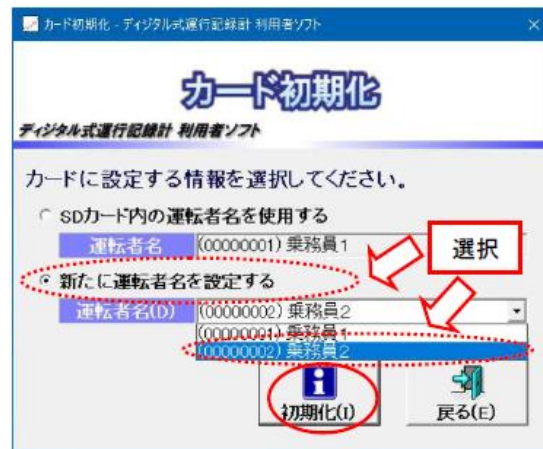 カード初期化 - ディジタル式運行記録計 利用者ソフト
カード初期化
ディジタル式運行記録計 利用者ソフト
カードに設定する情報を選択してください。
SDカード内の運転者名を使用する
運転者名 (00000001) 乗務員1
選択
新たに運転者名を設定する
運転者名(D) (00000002) 乗務員2
(00000001) 乗務員1
(00000002) 乗務員2
初期化(I) 戻る(E)